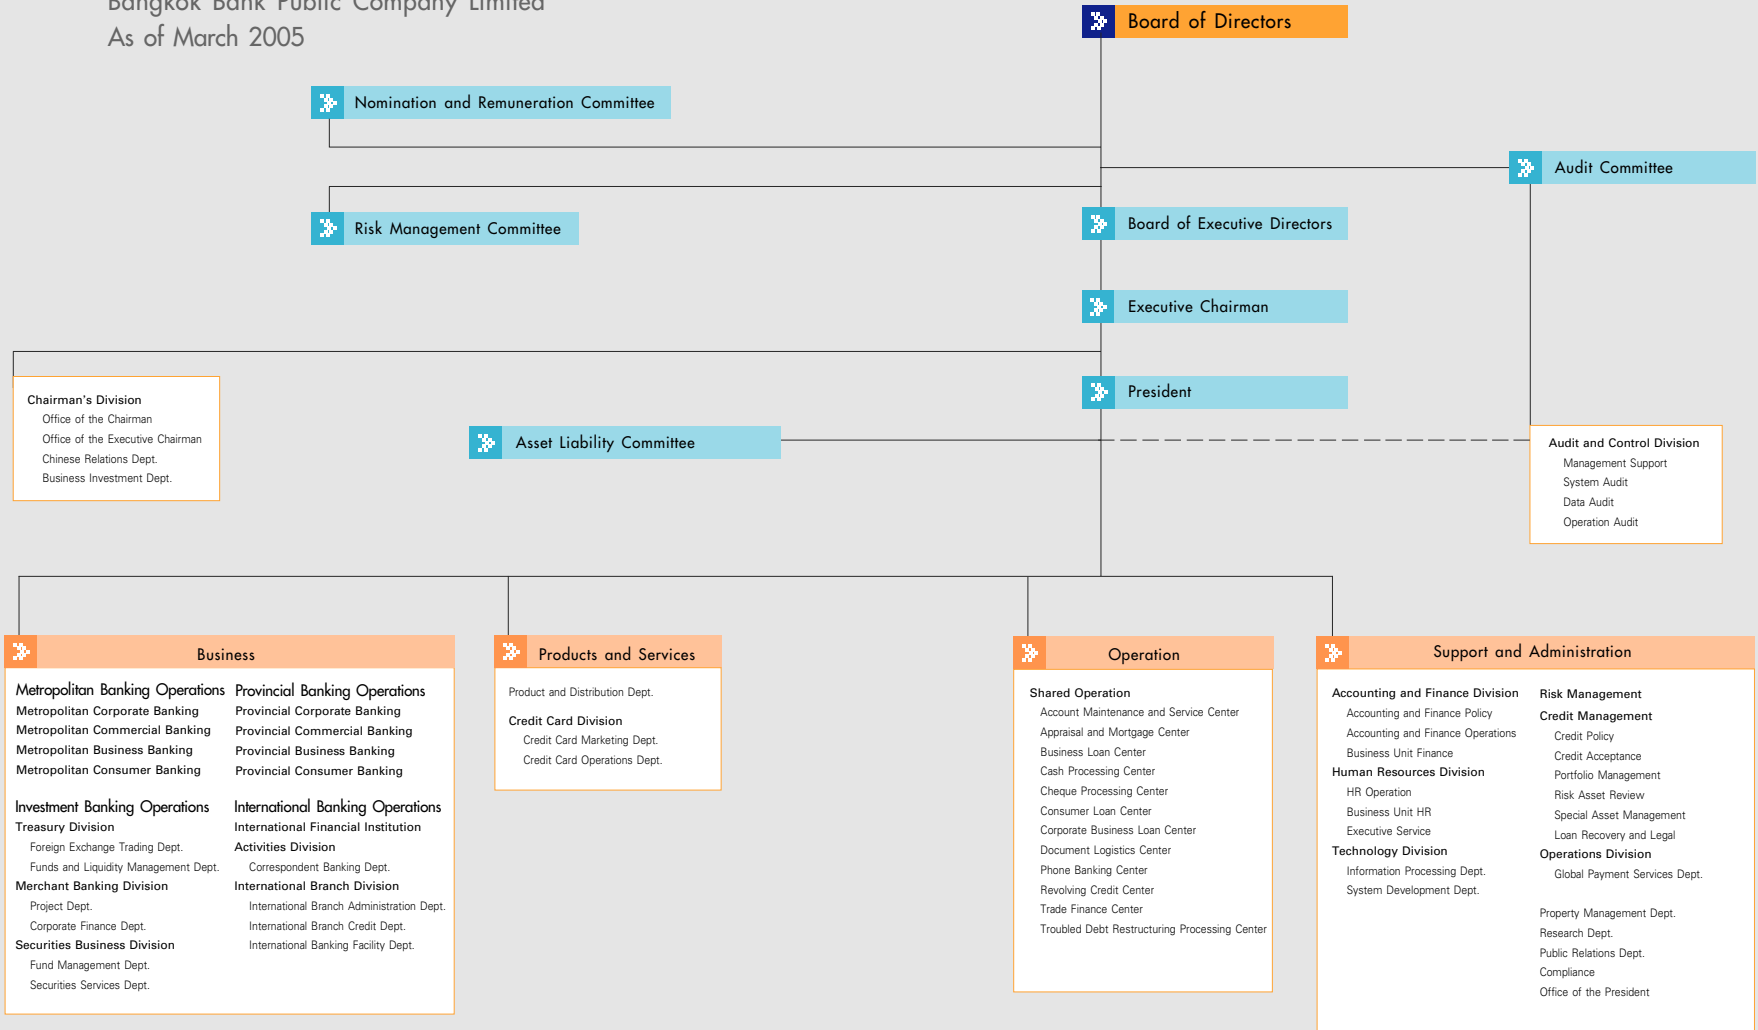 Bangkok Bank Public Company Limited
As of March 2005
Board of Directors
Nomination and Remuneration Committee
Audit Committee
Risk Management Committee
Board of Executive Directors
Executive Chairman
President
Chairman's Division
Office of the Chairman
Office of the Executive Chairman
Chinese Relations Dept.
Business Investment Dept.
Asset Liability Committee
Audit and Control Division
Management Support
System Audit
Data Audit
Operation Audit
Business
Metropolitan Banking Operations
Metropolitan Corporate Banking
Metropolitan Commercial Banking
Metropolitan Business Banking
Metropolitan Consumer Banking
Investment Banking Operations
Treasury Division
Foreign Exchange Trading Dept.
Funds and Liquidity Management Dept.
Merchant Banking Division
Project Dept.
Corporate Finance Dept.
Securities Business Division
Fund Management Dept.
Securities Services Dept.
Provincial Banking Operations
Provincial Corporate Banking
Provincial Commercial Banking
Provincial Business Banking
Provincial Consumer Banking
International Banking Operations
International Financial Institution
Activities Division
Correspondent Banking Dept.
International Branch Division
International Branch Administration Dept.
International Branch Credit Dept.
International Banking Facility Dept.
Products and Services
Product and Distribution Dept.
Credit Card Division
Credit Card Marketing Dept.
Credit Card Operations Dept.
Operation
Shared Operation
Account Maintenance and Service Center
Appraisal and Mortgage Center
Business Loan Center
Cash Processing Center
Cheque Processing Center
Consumer Loan Center
Corporate Business Loan Center
Document Logistics Center
Phone Banking Center
Revolving Credit Center
Trade Finance Center
Troubled Debt Restructuring Processing Center
Support and Administration
Accounting and Finance Division
Accounting and Finance Policy
Accounting and Finance Operations
Business Unit Finance
Human Resources Division
HR Operation
Business Unit HR
Executive Service
Technology Division
Information Processing Dept.
System Development Dept.
Risk Management
Credit Management
Credit Policy
Credit Acceptance
Portfolio Management
Risk Asset Review
Special Asset Management
Loan Recovery and Legal
Operations Division
Global Payment Services Dept.
Property Management Dept.
Research Dept.
Public Relations Dept.
Compliance
Office of the President